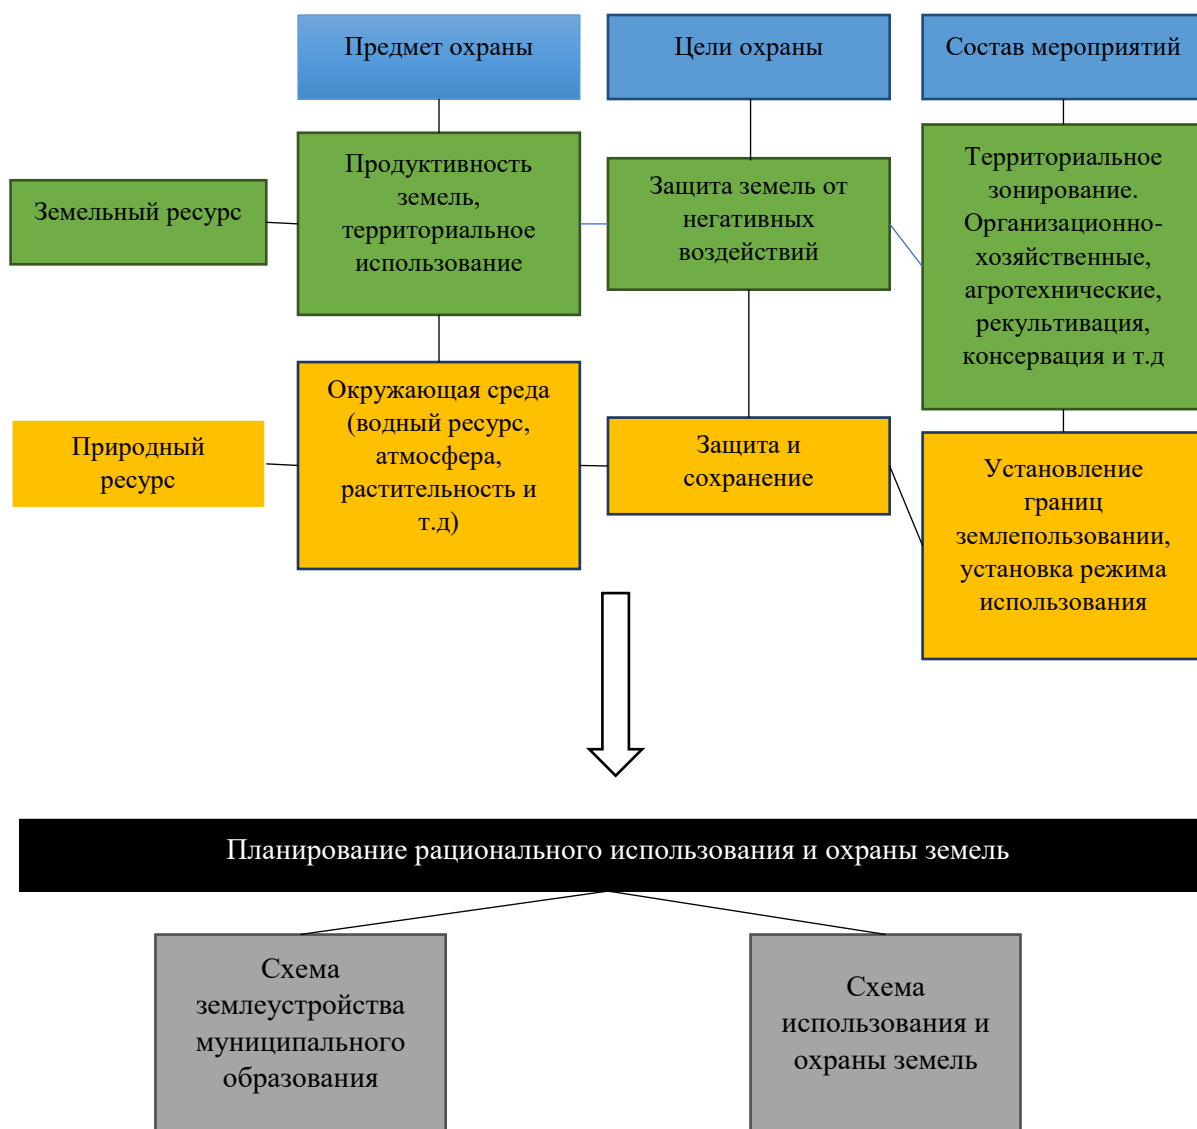 Предмет охраны
Цели охраны
Состав мероприятий
Земельный ресурс
Продуктивность
земель,
территориальное
использование
Защита земель от
негативных
воздействий
Территориальное
зонирование.
Организационно-
хозяйственные,
агротехнические,
рекультивация,
консервация и т.д
Природный
ресурс
Окружающая среда
(водный ресурс,
атмосфера,
растительность и
т.д)
Защита и
сохранение
Установление
границ
землепользовании,
установка режима
использования
Планирование рационального использования и охраны земель
Схема
землеустройства
муниципального
образования
Схема
использования и
охраны земель